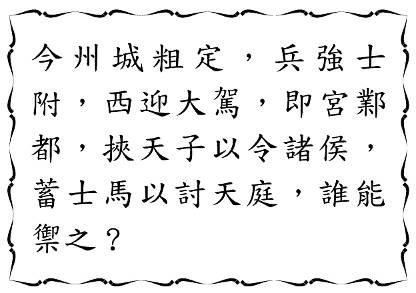 今州城粗定，兵強士
附，西迎大駕，即宮鄴
都，挾天子以令諸侯，
蓄士馬以討天庭，誰能
禦之？